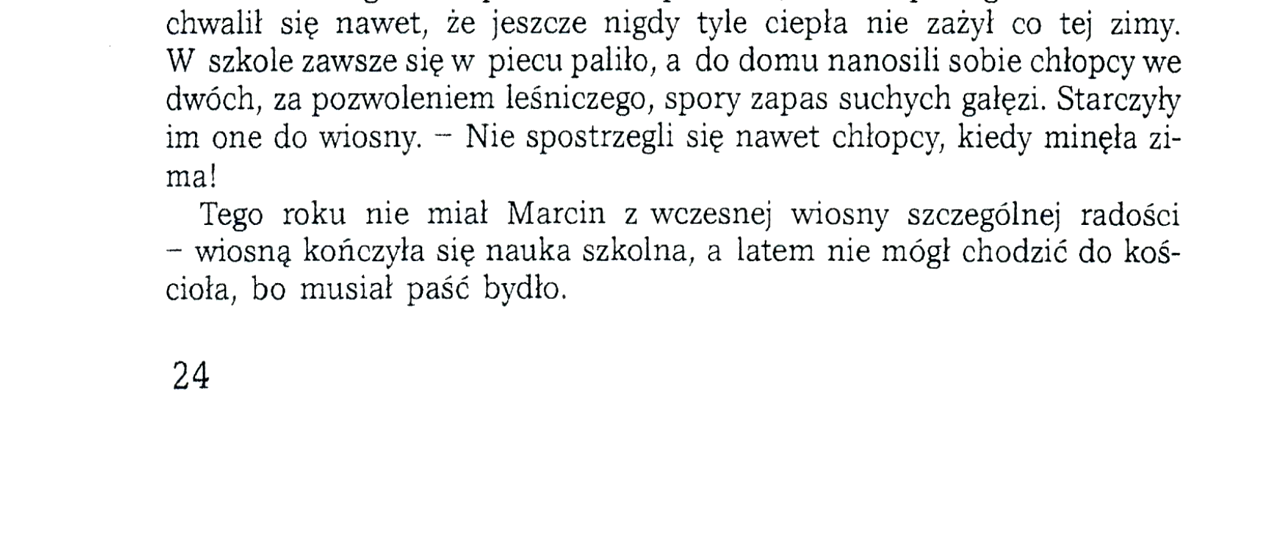 chwalił się nawet, że jeszcze nigdy tyle ciepła nie zażył co tej zimy.
W szkole zawsze się w piecu paliło, a do domu nanosili sobie chłopcy we
dwóch, za pozwoleniem leśniczego, spory zapas suchych gałęzi. Starczyły
im one do wiosny. – Nie spostrzegli się nawet chłopcy, kiedy minęła zi-
ma!
Tego roku nie miał Marcin z wczesnej wiosny szczególnej radości
– wiosną kończyła się nauka szkolna, a latem nie mógł chodzić do koś-
cioła, bo musiał paść bydło.
24